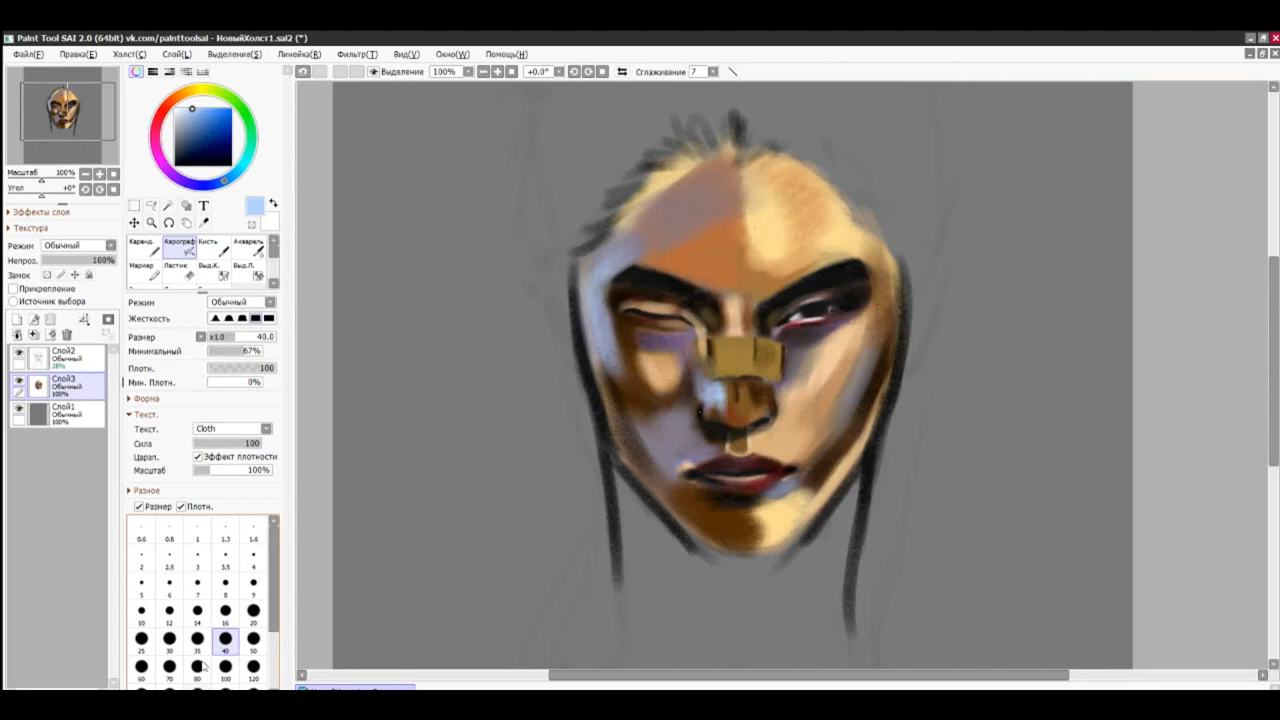 Paint Tool SAI 2.0 (64bit) vk.com/painttoolsai - НовыйХолст1.sal2 (*)
Файл(F) Правка(E) Холст(C) Слой(L) Выделение(S) Линейка(R) Фильтр(T) Вид(V) Окно(W) Помощь(H)
Выделение 100% +0.0° Сглаживание 7
Масштаб 100%
Угол +0°
Эффекты слоя
Текстура
Режим Обычный
Непроз. 100%
Замок
Прикрепление
Источник выбора
Слой2
Обычный
28%
Слой3
Обычный
100%
Слой1
Обычный
100%
T
Каранд. Аэрограф Кисть Акварель
Маркер Ластик Выд.К. Выд.Л.
Режим Обычный
Жесткость
Размер x1.0 40.0
Минимальный 67%
Плотн. 100
Мин. Плотн. 0%
Форма
Текст.
Текст. Cloth
Сила 100
Царап. Эффект плотности
Масштаб 100%
Разное
Размер Плотн.
0.6 0.8 1 1.3 1.6
2 2.5 3 3.5 4
5 6 7 8 9
10 12 14 16 20
25 30 35 40 50
60 70 80 100 120